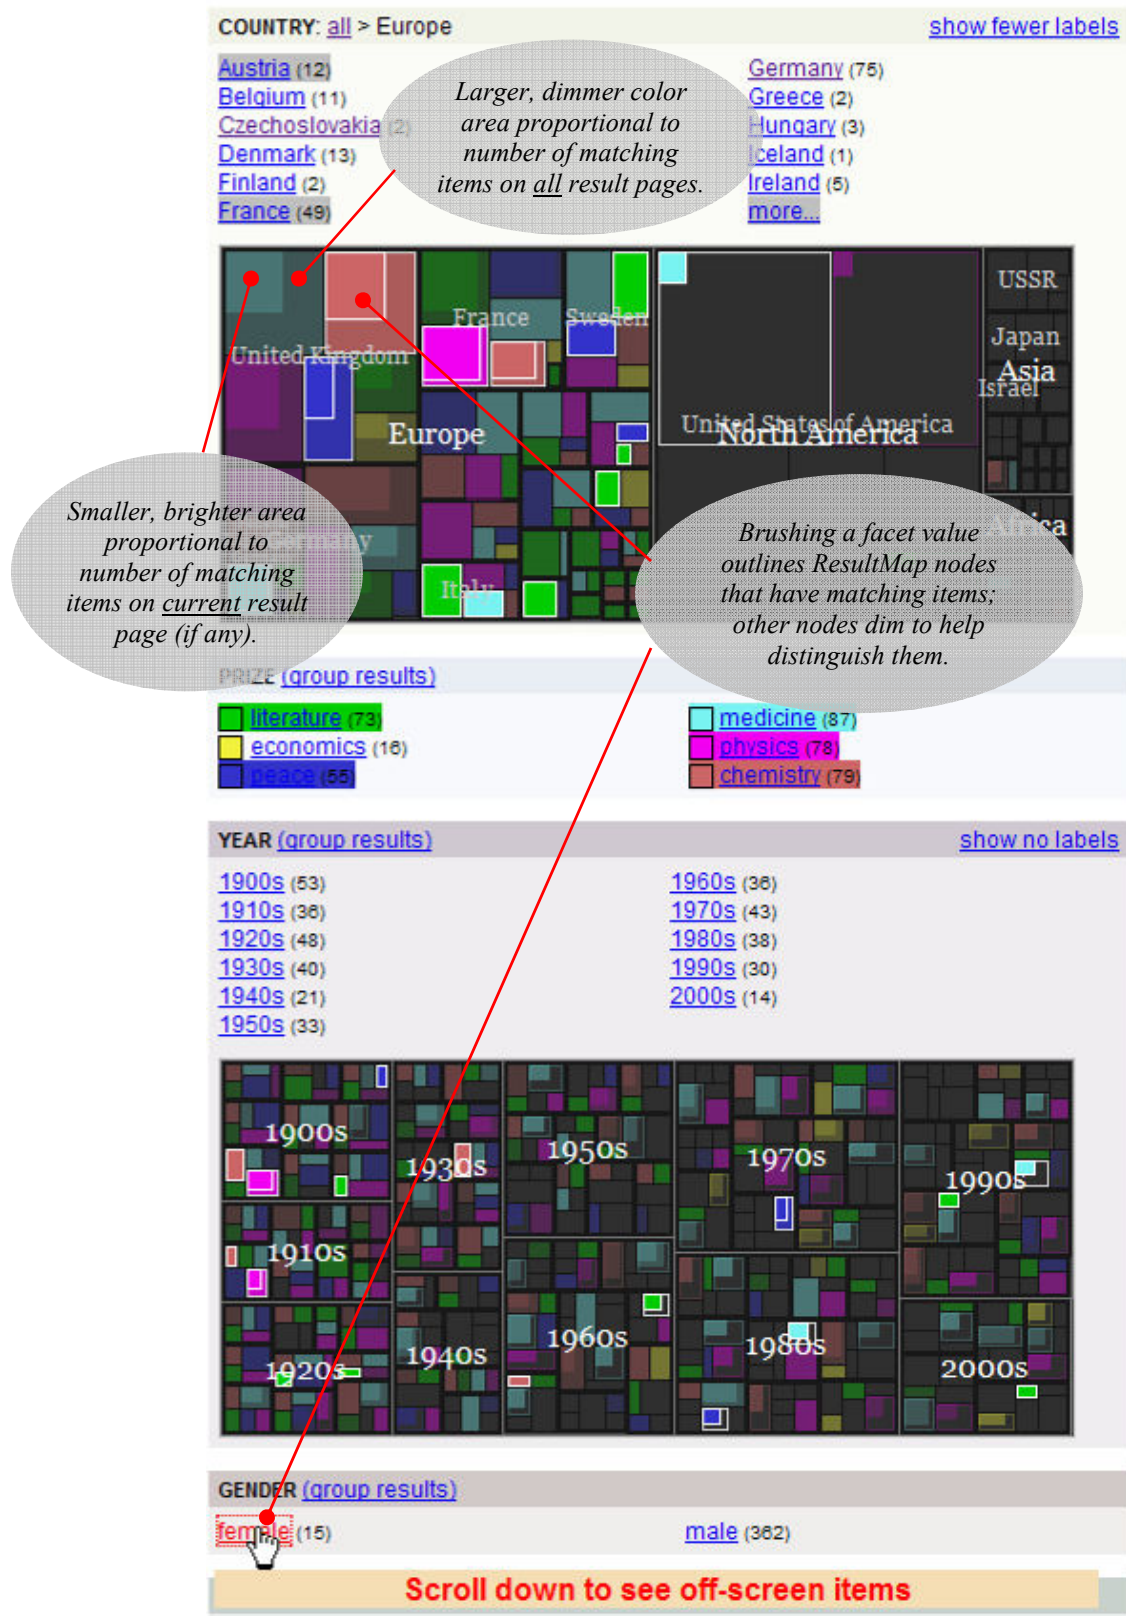 COUNTRY: all > Europe
show fewer labels
Austria (12)
Belgium (11)
Czechoslovakia (2)
Denmark (13)
Finland (2)
France (49)
Germany (75)
Greece (2)
Hungary (3)
Iceland (1)
Ireland (5)
more...
Larger, dimmer color
area proportional to
number of matching
items on all result pages.
United Kingdom
France
Sweden
Europe
Germany
Italy
United States of America
North America
USSR
Japan
Asia
Israel
Africa
Smaller, brighter area
proportional to
number of matching
items on current result
page (if any).
Brushing a facet value
outlines ResultMap nodes
that have matching items;
other nodes dim to help
distinguish them.
PRIZE (group results)
literature (73)
economics (16)
peace (55)
medicine (87)
physics (78)
chemistry (79)
YEAR (group results)
show no labels
1900s (53)
1910s (36)
1920s (48)
1930s (40)
1940s (21)
1950s (33)
1960s (36)
1970s (43)
1980s (38)
1990s (30)
2000s (14)
1900s
1910s
1920s
1930s
1940s
1950s
1960s
1970s
1980s
1990s
2000s
GENDER (group results)
female (15)
male (362)
Scroll down to see off-screen items